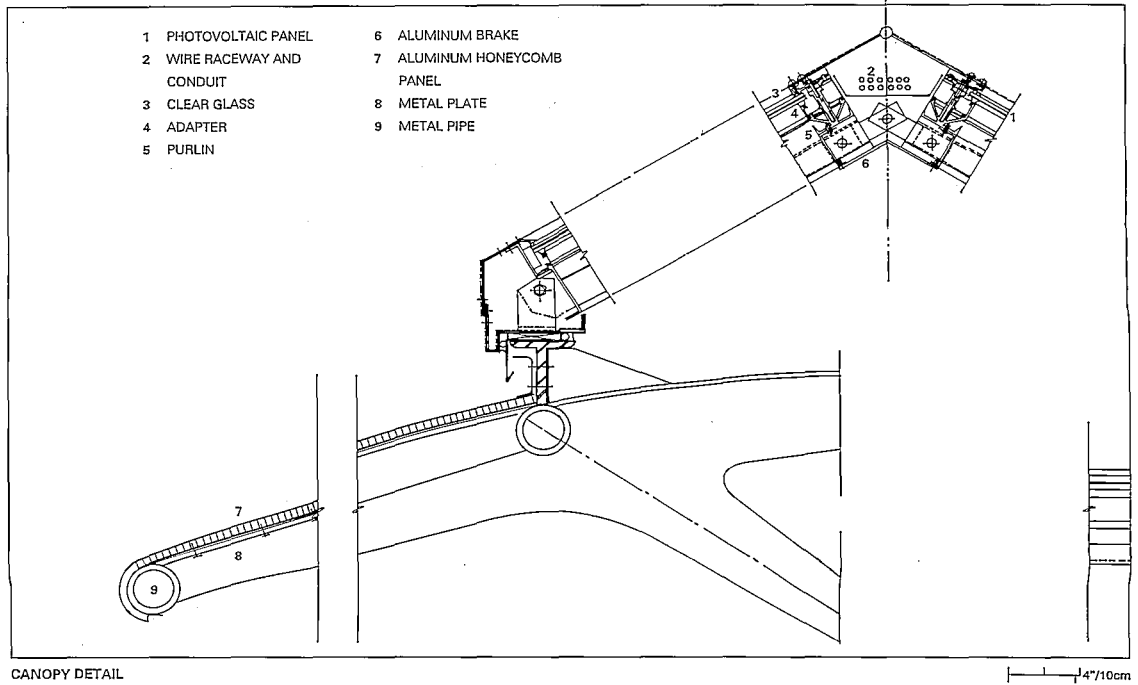 1 PHOTOVOLTAIC PANEL
2 WIRE RACEWAY AND
CONDUIT
3 CLEAR GLASS
4 ADAPTER
5 PURLIN
6 ALUMINUM BRAKE
7 ALUMINUM HONEYCOMB
PANEL
8 METAL PLATE
9 METAL PIPE
2
3
4
1
5
6
7
8
9
CANOPY DETAIL
4"/10cm